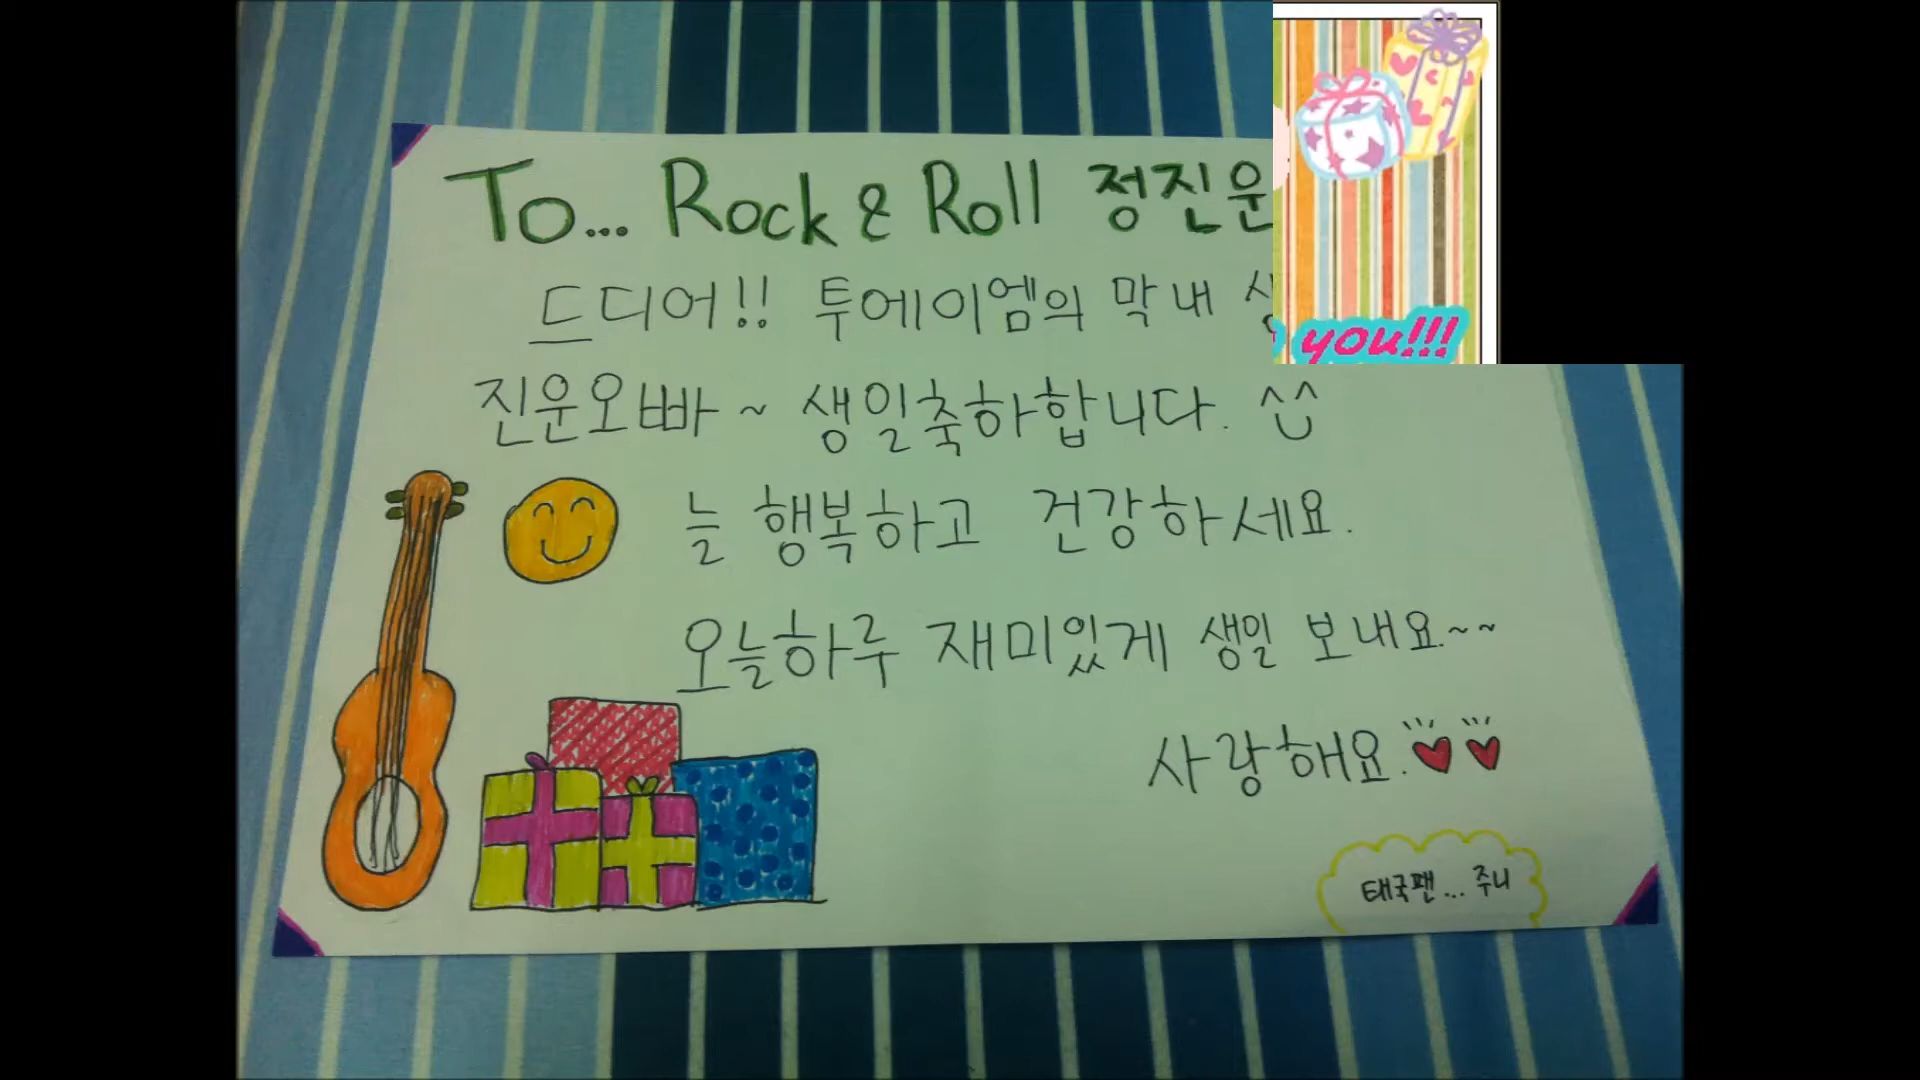 To... Rock & Roll 정진운
드디어!! 투에이엠의 막내
진운오빠~ 생일축하합니다. ^^
늘 행복하고 건강하세요.
오늘하루 재미있게 생일 보내요~~
사랑해요.
태국팬... 주니
you!!!